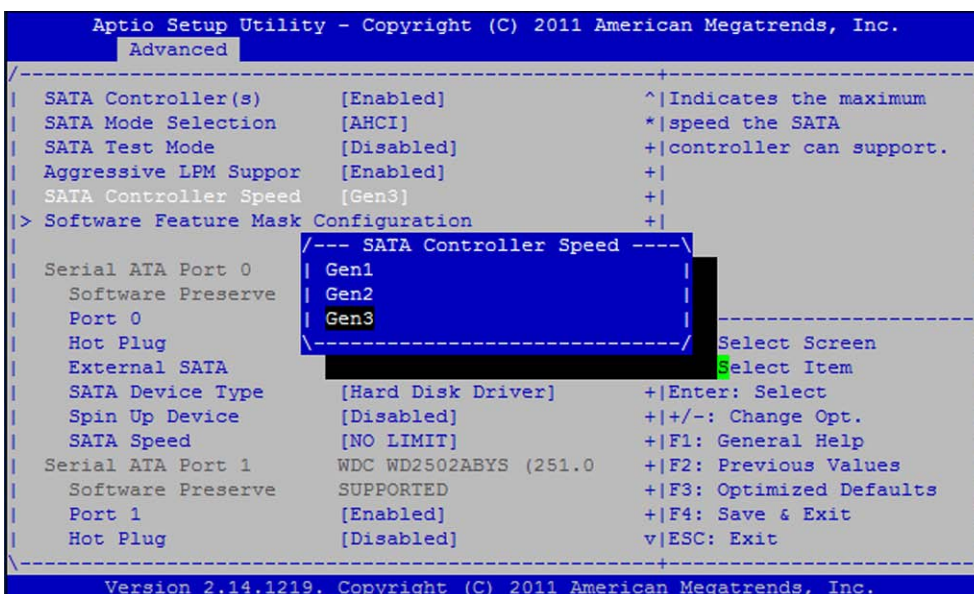 Aptio Setup Utility - Copyright (C) 2011 American Megatrends, Inc.
Advanced
/----------------------------------------------------+-------------------------
| SATA Controller(s) [Enabled] ^|Indicates the maximum
| SATA Mode Selection [AHCI] *|speed the SATA
| SATA Test Mode [Disabled] +|controller can support.
| Aggressive LPM Suppor [Enabled] +|
| SATA Controller Speed [Gen3] +|
|> Software Feature Mask Configuration +|
| /--- SATA Controller Speed ----\
| Serial ATA Port 0 | Gen1 |
| Software Preserve | Gen2 |
| Port 0 | Gen3 | ---------------------
| Hot Plug \------------------------------/ Select Screen
| External SATA Select Item
| SATA Device Type [Hard Disk Driver] +|Enter: Select
| Spin Up Device [Disabled] +|+/-: Change Opt.
| SATA Speed [NO LIMIT] +|F1: General Help
| Serial ATA Port 1 WDC WD2502ABYS (251.0 +|F2: Previous Values
| Software Preserve SUPPORTED +|F3: Optimized Defaults
| Port 1 [Enabled] +|F4: Save & Exit
| Hot Plug [Disabled] v|ESC: Exit
\----------------------------------------------------+-------------------------
Version 2.14.1219. Copyright (C) 2011 American Megatrends, Inc.